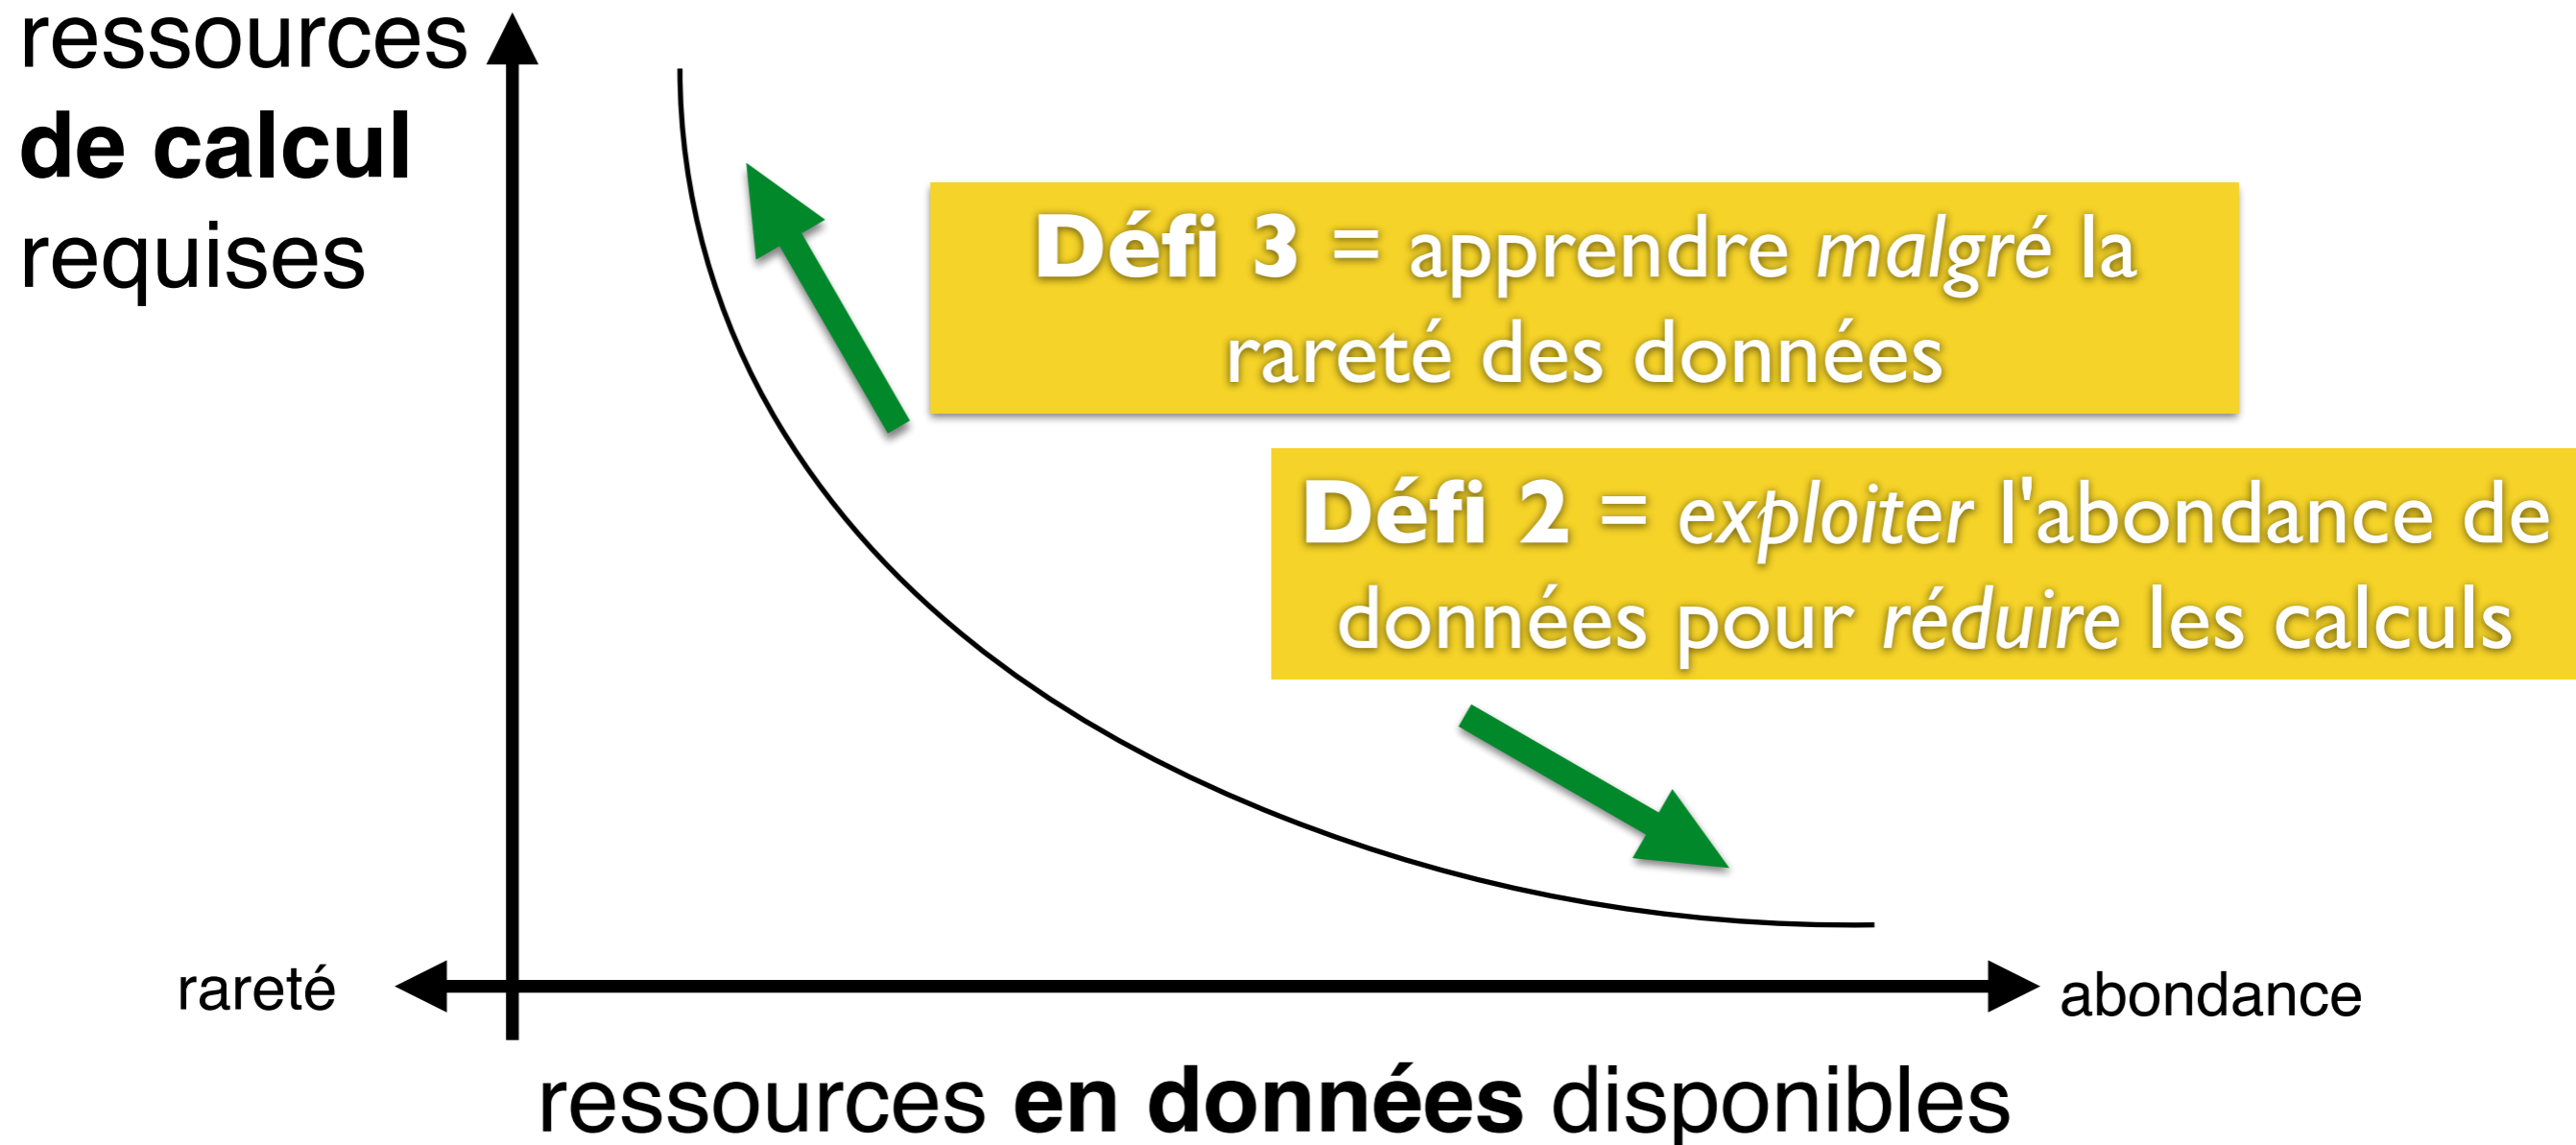 ressources
de calcul
requises
Défi 3 = apprendre malgré la
rareté des données
Défi 2 = exploiter l'abondance de
données pour réduire les calculs
rareté
abondance
ressources en données disponibles